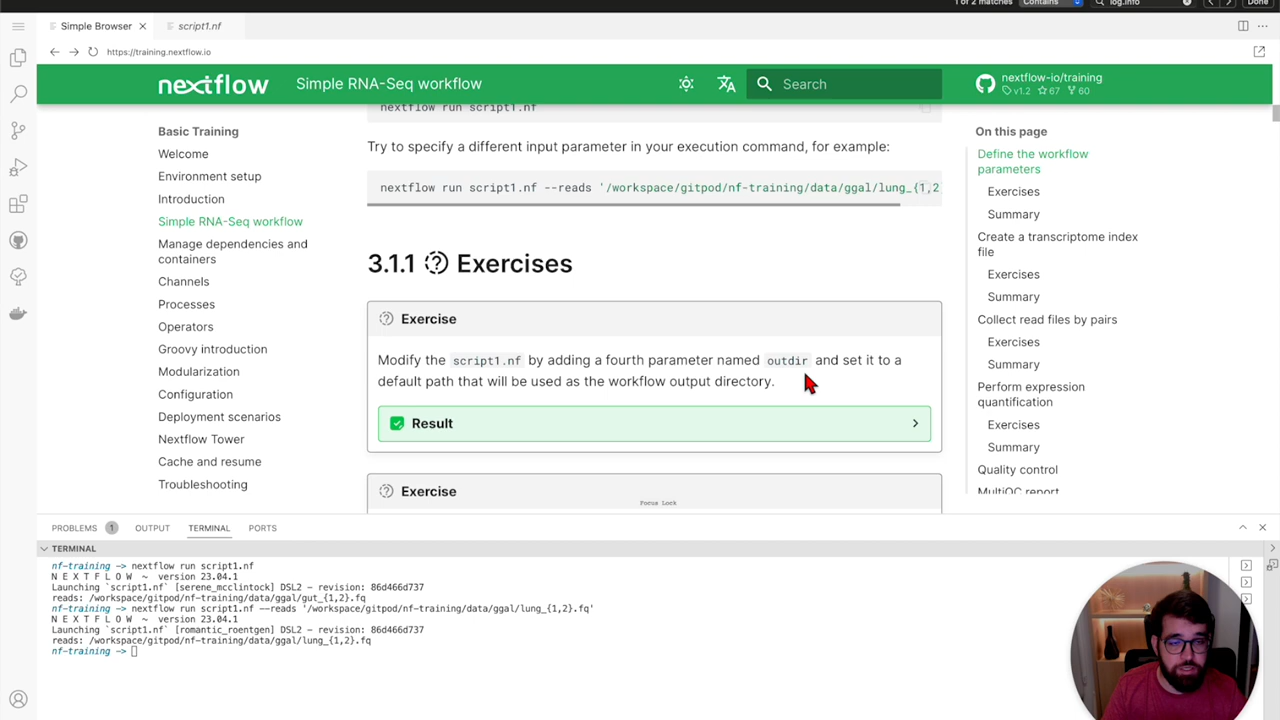 1 of 2 matches Contains log.info Done
Simple Browser script1.nf
https://training.nextflow.io
nextflow Simple RNA-Seq workflow Search nextflow-io/training
v1.2 67 60
Basic Training
Welcome
Environment setup
Introduction
Simple RNA-Seq workflow
Manage dependencies and
containers
Channels
Processes
Operators
Groovy introduction
Modularization
Configuration
Deployment scenarios
Nextflow Tower
Cache and resume
Troubleshooting
nextflow run script1.nf
Try to specify a different input parameter in your execution command, for example:
nextflow run script1.nf --reads '/workspace/gitpod/nf-training/data/ggal/lung_{1,2
3.1.1 Exercises
Exercise
Modify the script1.nf by adding a fourth parameter named outdir and set it to a
default path that will be used as the workflow output directory.
Result
Exercise
Focus Lock
On this page
Define the workflow
parameters
Exercises
Summary
Create a transcriptome index
file
Exercises
Summary
Collect read files by pairs
Exercises
Summary
Perform expression
quantification
Exercises
Summary
Quality control
MultiQC report
PROBLEMS 1 OUTPUT TERMINAL PORTS
TERMINAL
nf-training -> nextflow run script1.nf
N E X T F L O W ~ version 23.04.1
Launching `script1.nf` [serene_mcclintock] DSL2 - revision: 86d466d737
reads: /workspace/gitpod/nf-training/data/ggal/gut_{1,2}.fq
nf-training -> nextflow run script1.nf --reads '/workspace/gitpod/nf-training/data/ggal/lung_{1,2}.fq'
N E X T F L O W ~ version 23.04.1
Launching `script1.nf` [romantic_roentgen] DSL2 - revision: 86d466d737
reads: /workspace/gitpod/nf-training/data/ggal/lung_{1,2}.fq
nf-training ->